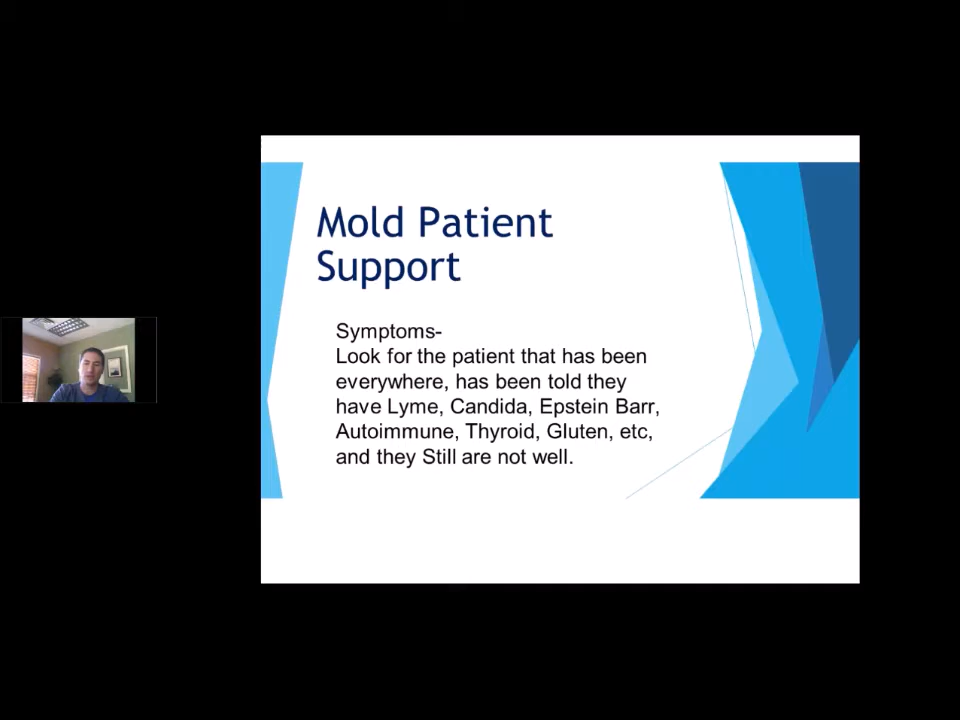 Mold Patient
Support
Symptoms-
Look for the patient that has been
everywhere, has been told they
have Lyme, Candida, Epstein Barr,
Autoimmune, Thyroid, Gluten, etc,
and they Still are not well.